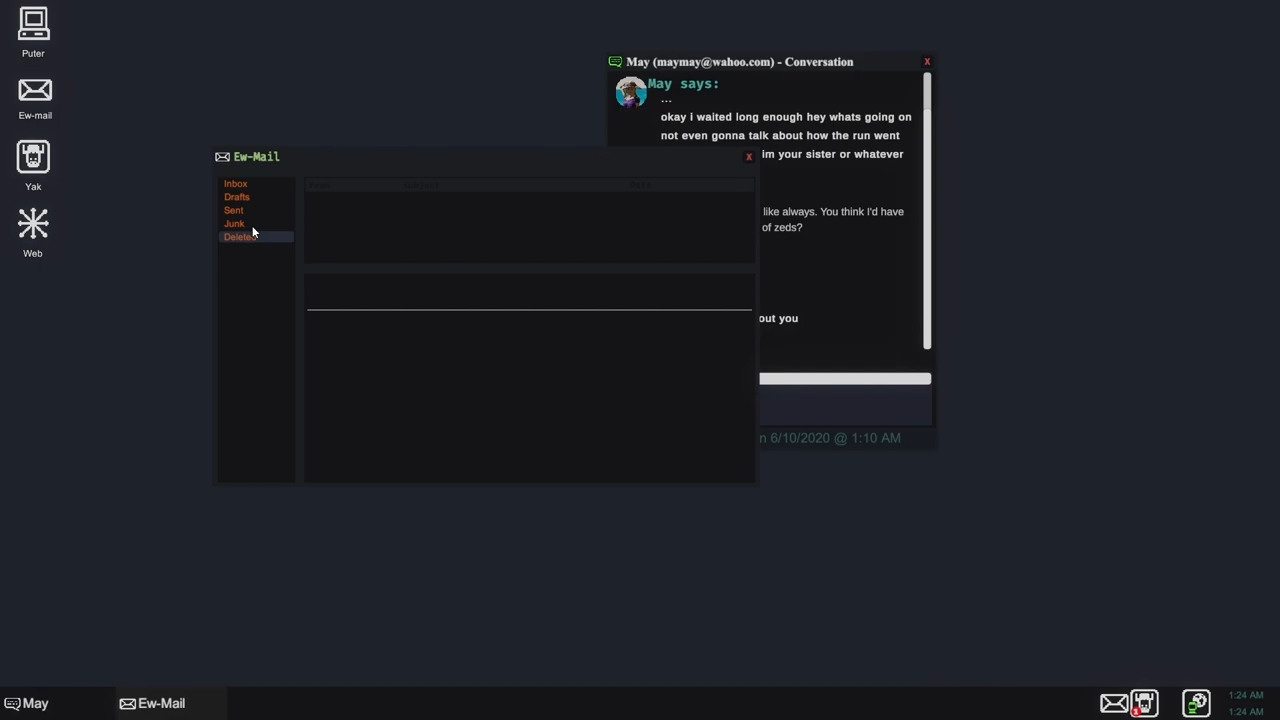 Puter
Ew-mail
Yak
Web
May (maymay@wahoo.com) - Conversation
X
May says:
...
okay i waited long enough hey whats going on
not even gonna talk about how the run went
im your sister or whatever
like always. You think I'd have
of zeds?
out you
n 6/10/2020 @ 1:10 AM
Ew-Mail
X
Inbox
Drafts
Sent
Junk
Deleted
Subject
May
Ew-Mail
1
1:24 AM
1:24 AM